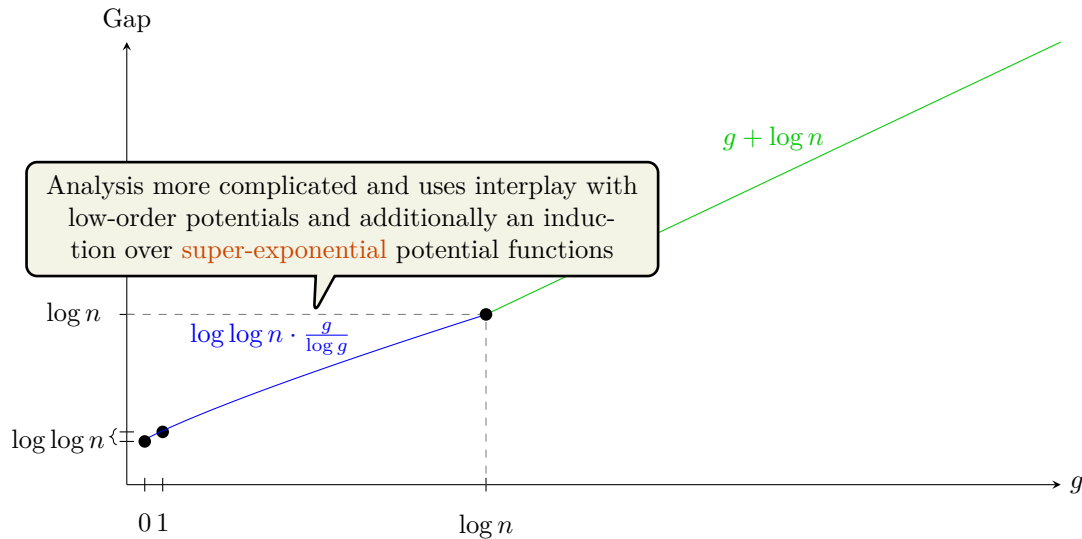 Gap
g + log n
Analysis more complicated and uses interplay with
low-order potentials and additionally an induc-
tion over super-exponential potential functions
log n
log log n · g/log g
log log n
g
0 1
log n